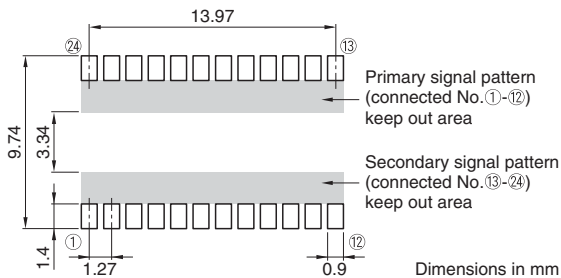 13.97
㉔ ⑬
Primary signal pattern
(connected No.①-⑫)
keep out area
9.74
3.34
Secondary signal pattern
(connected No.⑬-㉔)
keep out area
1.4
① ⑫
1.27 0.9 Dimensions in mm